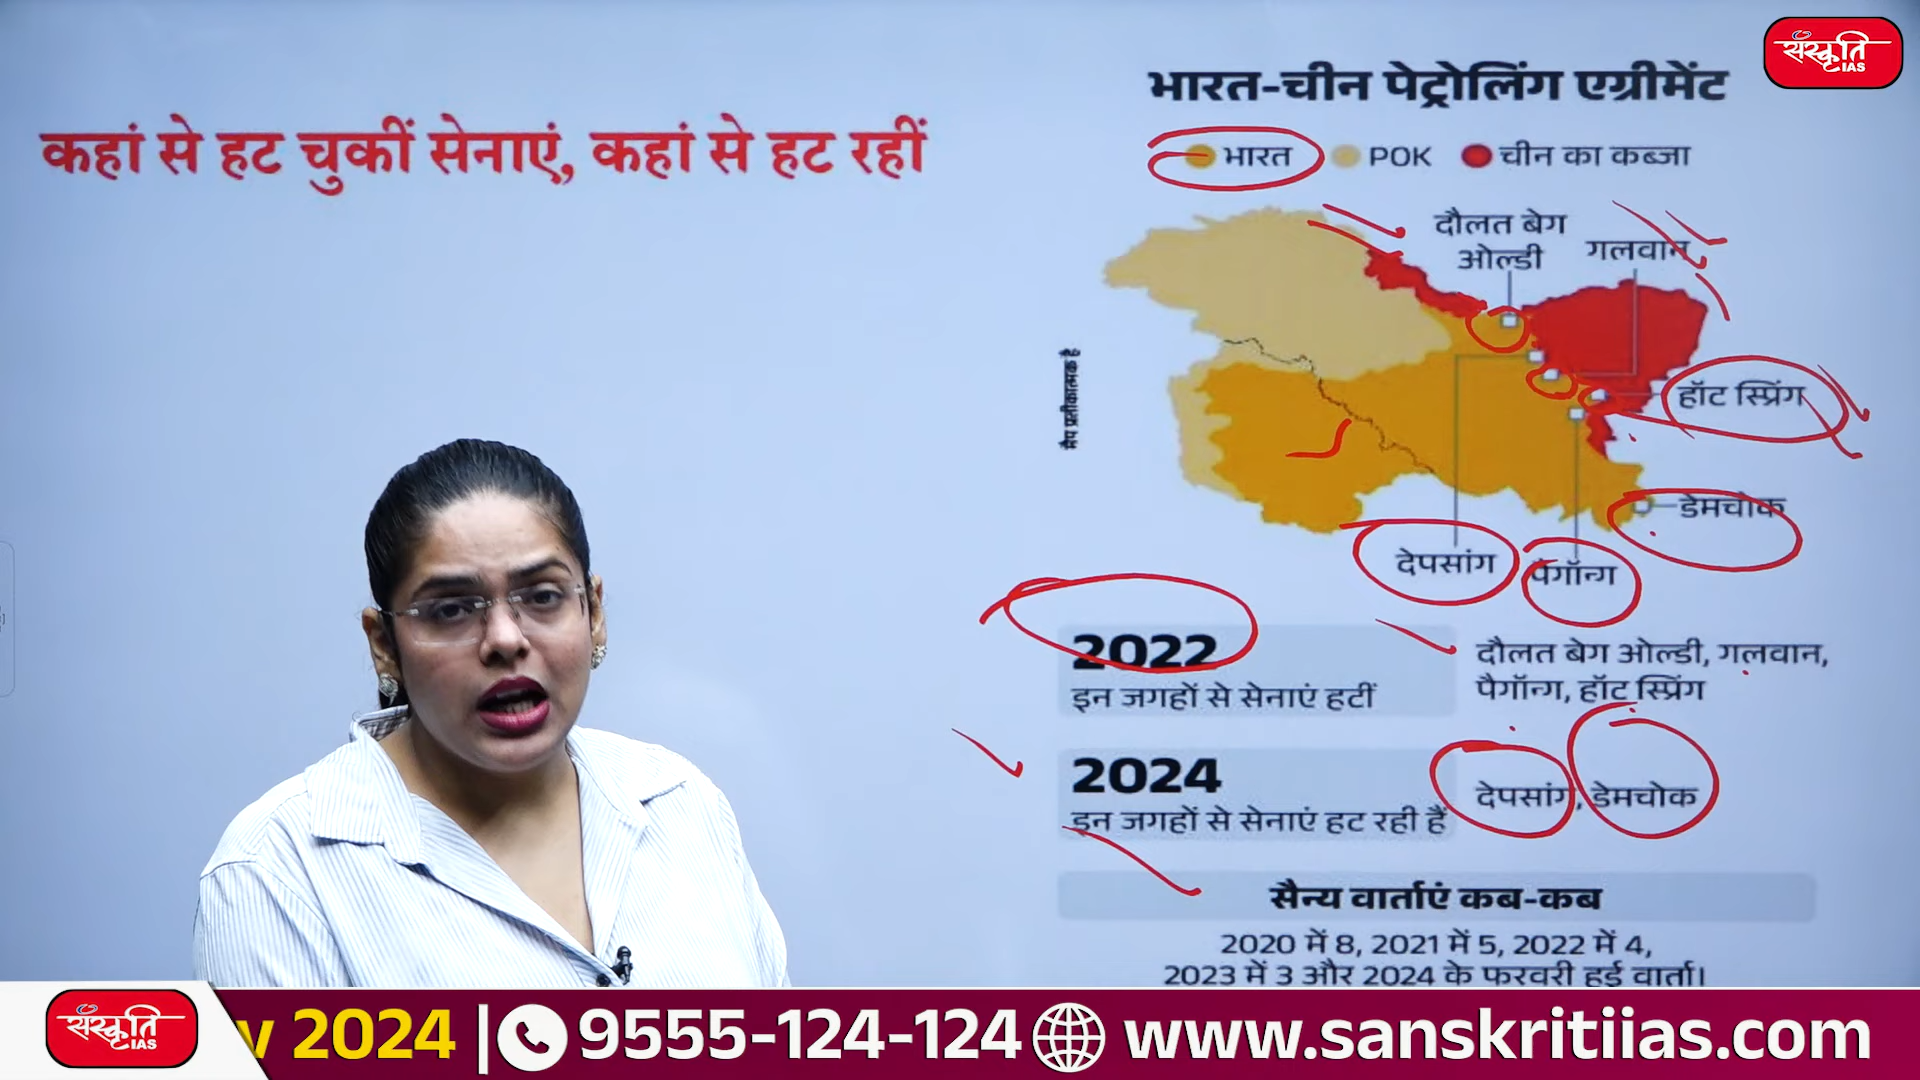 संस्कृति
IAS
भारत-चीन पेट्रोलिंग एग्रीमेंट
कहां से हट चुकीं सेनाएं, कहां से हट रहीं
भारत POK चीन का कब्जा
दौलत बेग
ओल्डी
गलवान
मैप प्रतीकात्मक है
हॉट स्प्रिंग
डेमचोक
देपसांग
पैंगॉन्ग
2022
इन जगहों से सेनाएं हटीं
दौलत बेग ओल्डी, गलवान,
पैगॉन्ग, हॉट स्प्रिंग
2024
इन जगहों से सेनाएं हट रही हैं
देपसांग, डेमचोक
सैन्य वार्ताएं कब-कब
2020 में 8, 2021 में 5, 2022 में 4,
2023 में 3 और 2024 के फरवरी हुई वार्ता।
संस्कृति
IAS
v 2024 | 9555-124-124 www.sanskritiias.com